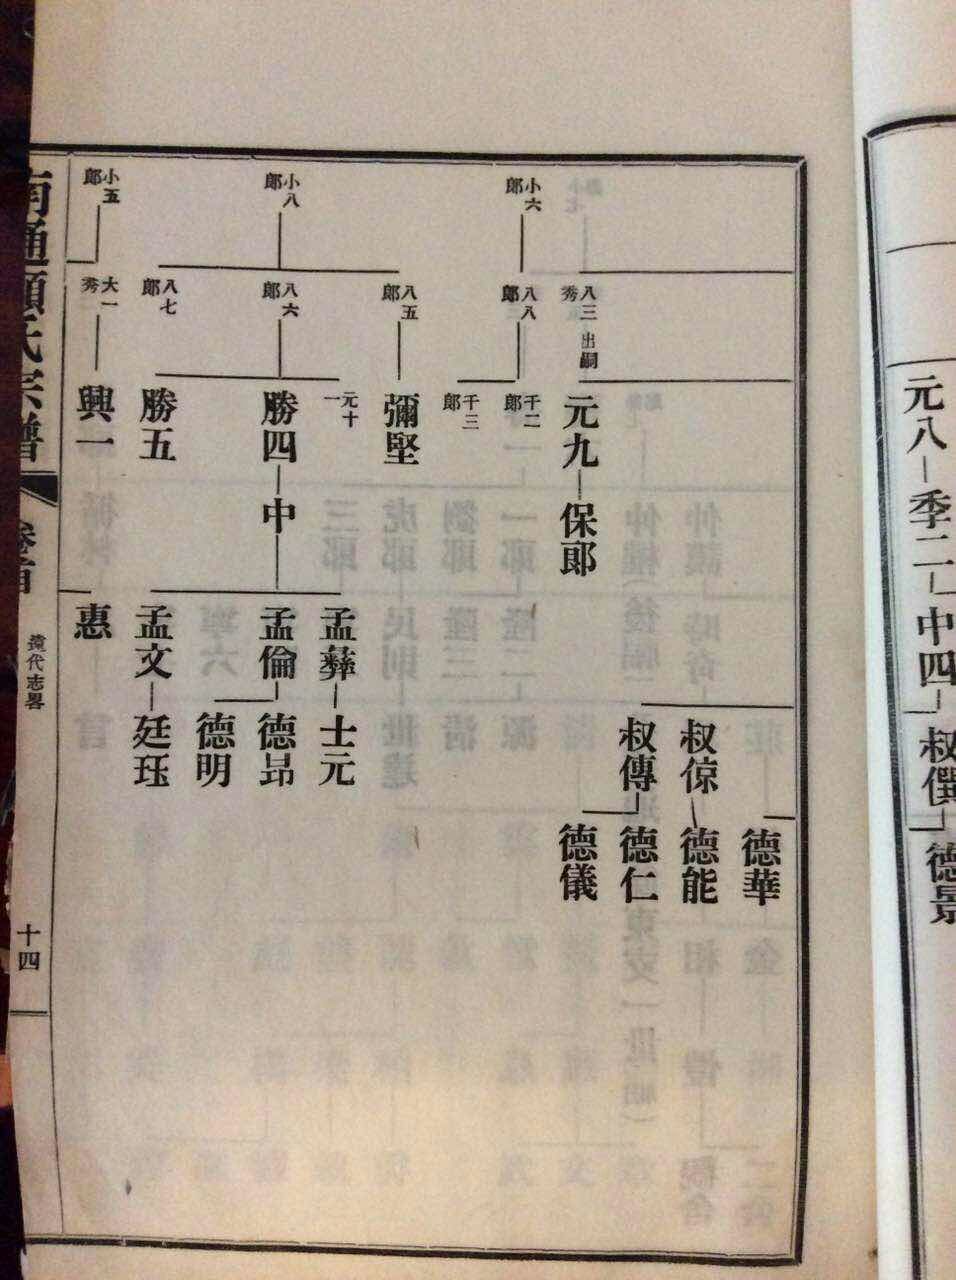 元八
季二
中四
叔僎
德景
德華
叔倞
德能
叔傳
德仁
八三秀
出嗣
元九
保郎
德儀
小六郎
八八郎
千二郎
千三郎
八五郎
彌堅
元十一
孟彝
士元
小八郎
八六郎
勝四
中
孟倫
德昻
德明
八七郎
勝五
孟文
廷珏
小五郎
大一秀
興一
惠
南通顧氏宗譜
卷首
遠代志畧
十四